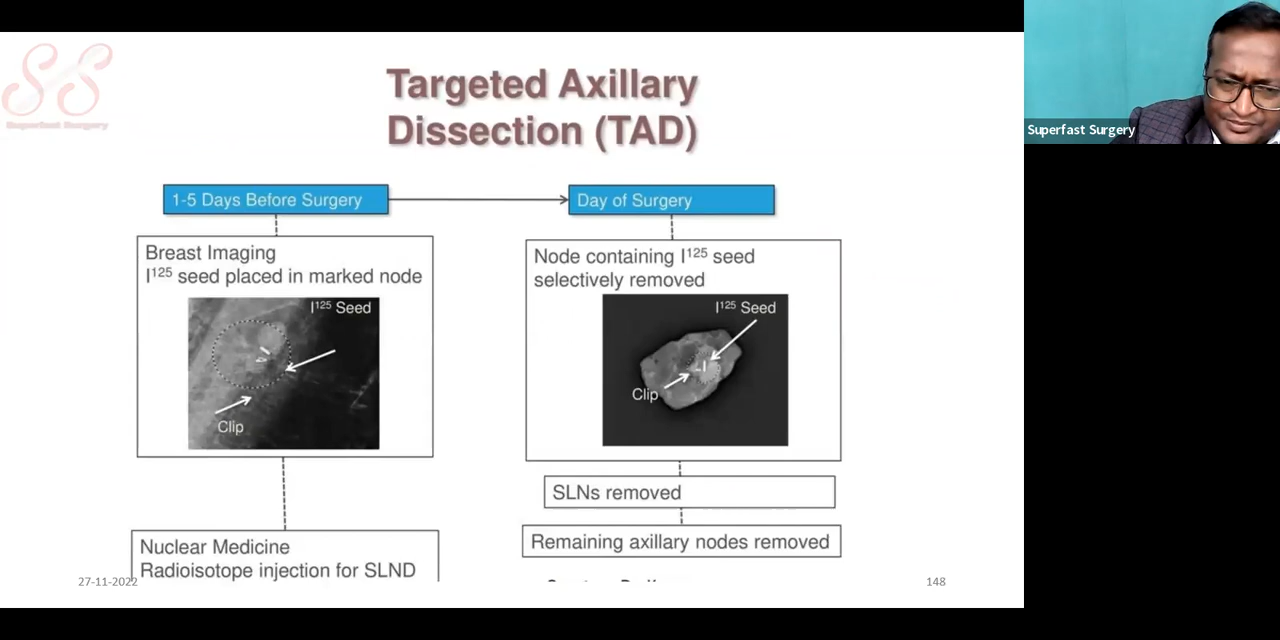 Superfast Surgery
Targeted Axillary
Dissection (TAD)
1-5 Days Before Surgery
Day of Surgery
Breast Imaging
I¹²⁵ seed placed in marked node
I¹²⁵ Seed
Clip
Node containing I¹²⁵ seed
selectively removed
I¹²⁵ Seed
Clip
SLNs removed
Remaining axillary nodes removed
Nuclear Medicine
Radioisotope injection for SLND
27-11-2022
148
Superfast Surgery